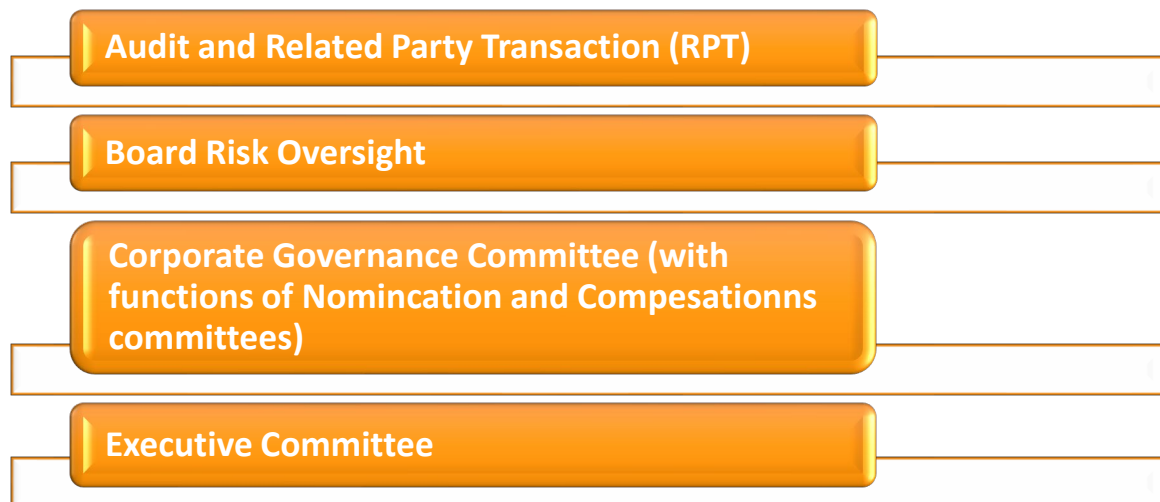 Audit and Related Party Transaction (RPT)
Board Risk Oversight
Corporate Governance Committee (with
functions of Nomincation and Compesationns
committees)
Executive Committee